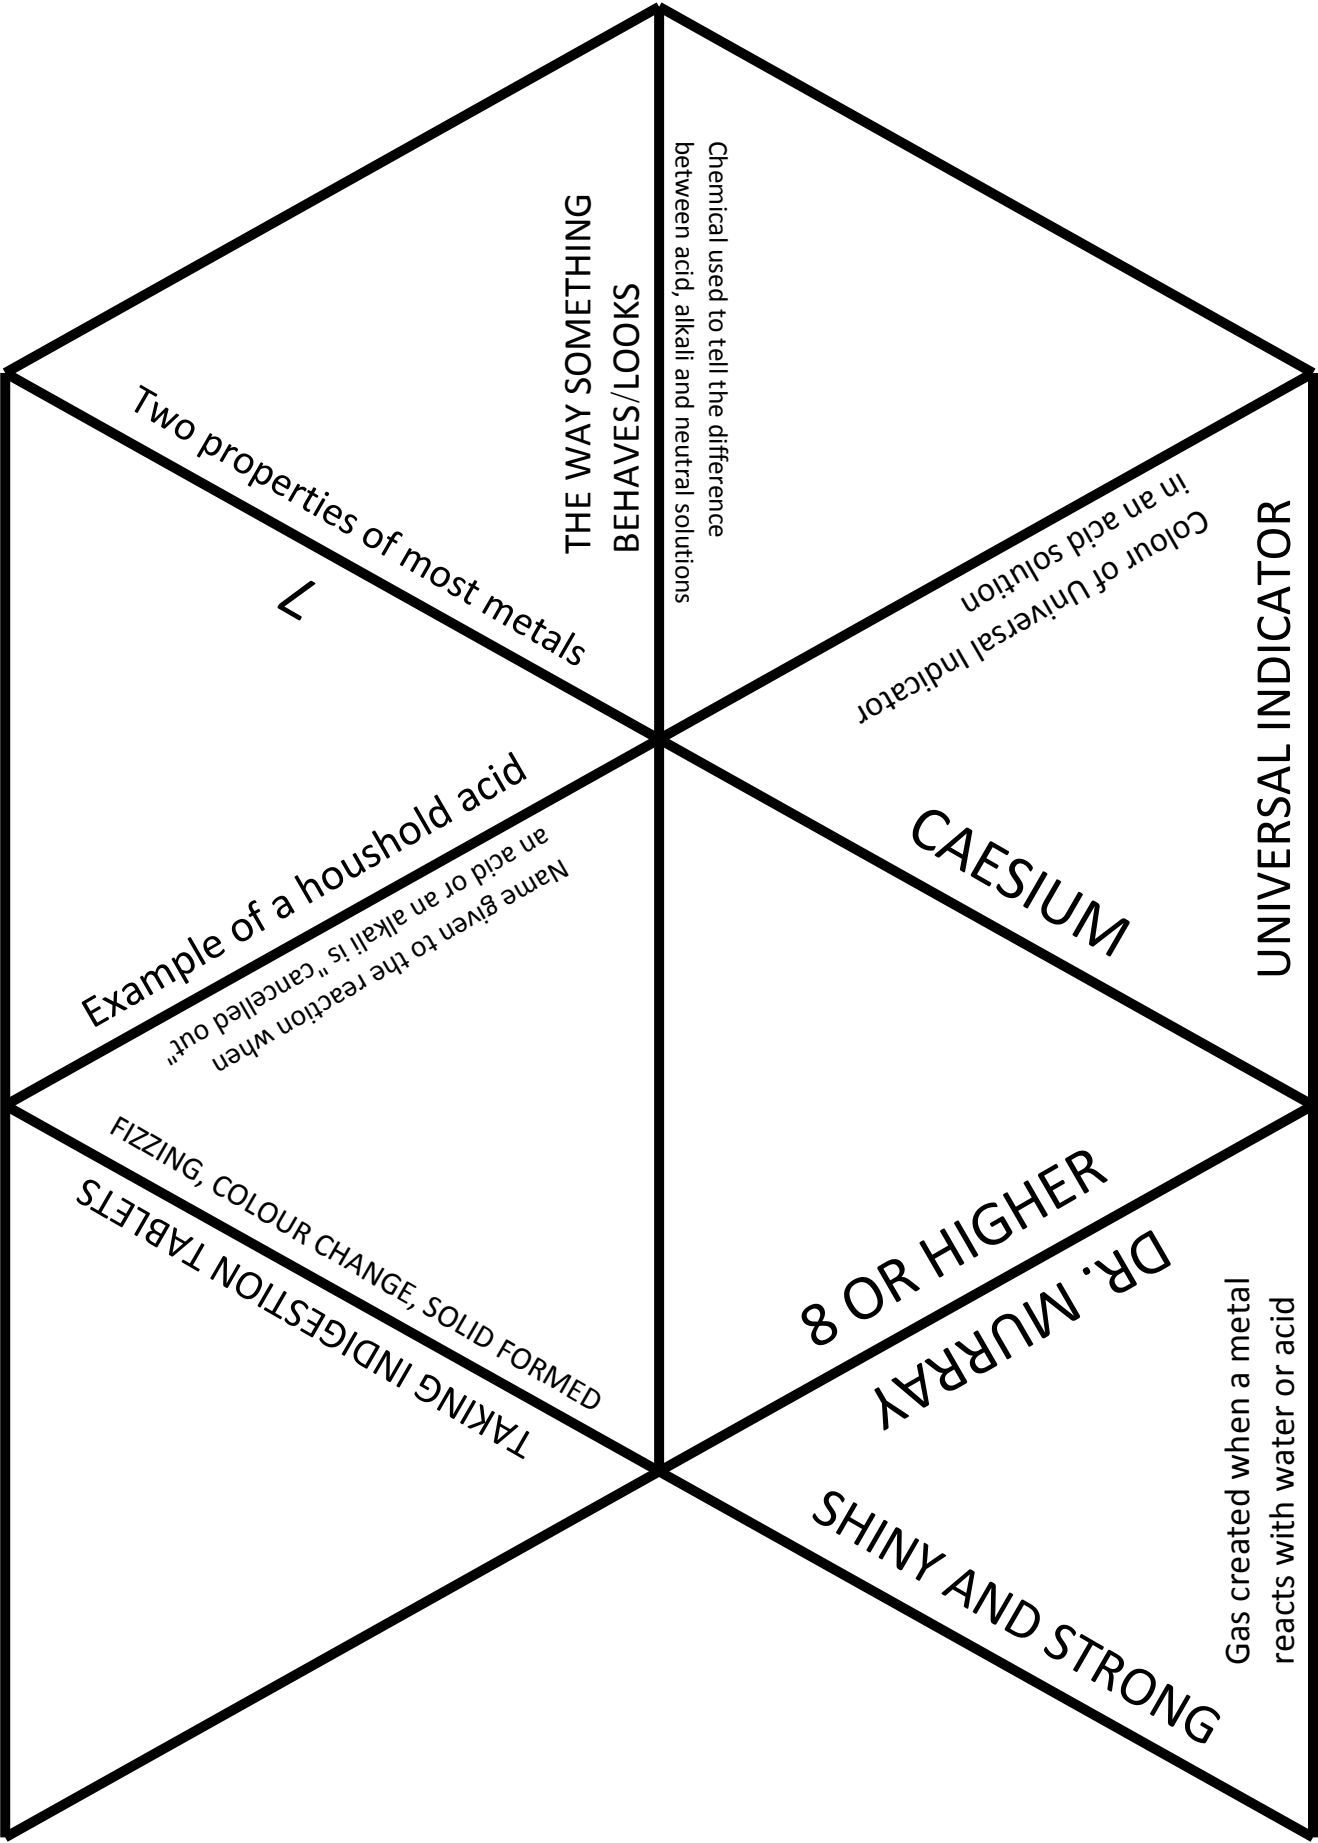 THE WAY SOMETHING
BEHAVES/LOOKS
Chemical used to tell the difference
between acid, alkali and neutral solutions
Two properties of most metals
7
Colour of Universal Indicator
in an acid solution
UNIVERSAL INDICATOR
CAESIUM
Example of a houshold acid
Name given to the reaction when
an acid or an alkali is "cancelled out"
FIZZING, COLOUR CHANGE, SOLID FORMED
TAKING INDIGESTION TABLETS
8 OR HIGHER
DR. MURRAY
Gas created when a metal
reacts with water or acid
SHINY AND STRONG